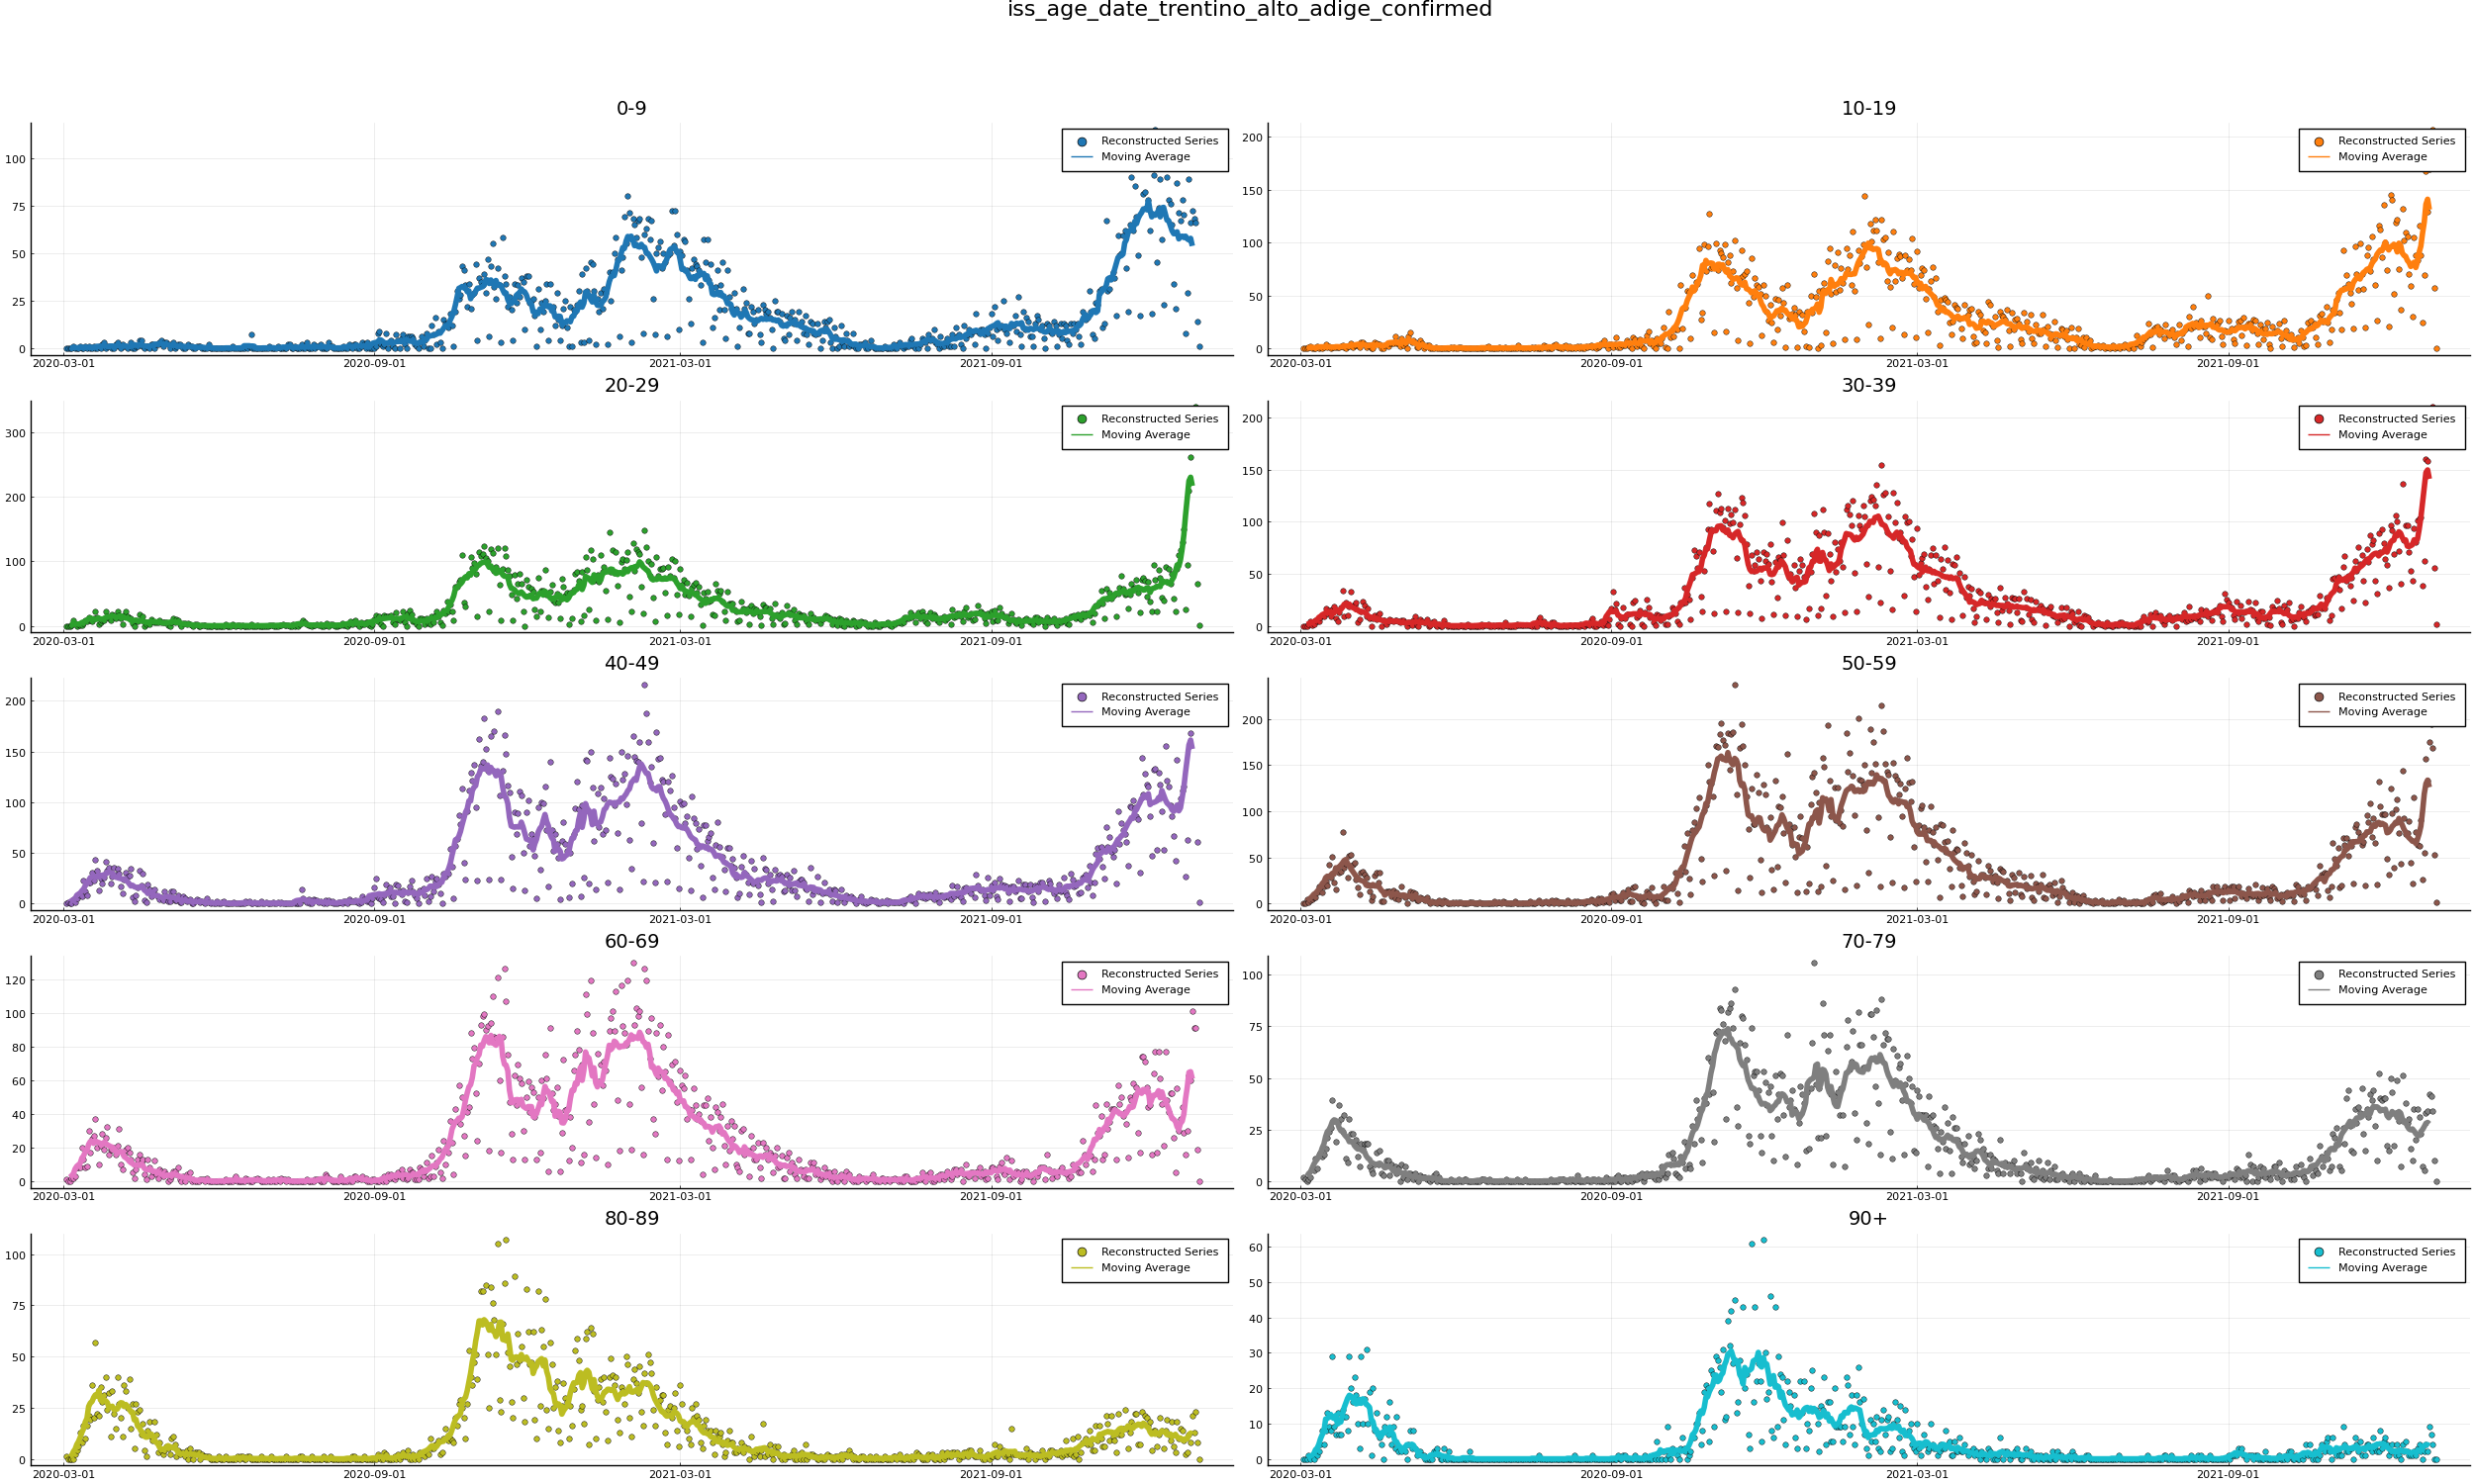 iss_age_date_trentino_alto_adige_confirmed
0-9
Reconstructed Series
Moving Average
100
75
50
25
0
2020-03-01 2020-09-01 2021-03-01 2021-09-01
10-19
Reconstructed Series
Moving Average
200
150
100
50
0
2020-03-01 2020-09-01 2021-03-01 2021-09-01
20-29
Reconstructed Series
Moving Average
300
200
100
0
2020-03-01 2020-09-01 2021-03-01 2021-09-01
30-39
Reconstructed Series
Moving Average
200
150
100
50
0
2020-03-01 2020-09-01 2021-03-01 2021-09-01
40-49
Reconstructed Series
Moving Average
200
150
100
50
0
2020-03-01 2020-09-01 2021-03-01 2021-09-01
50-59
Reconstructed Series
Moving Average
200
150
100
50
0
2020-03-01 2020-09-01 2021-03-01 2021-09-01
60-69
Reconstructed Series
Moving Average
120
100
80
60
40
20
0
2020-03-01 2020-09-01 2021-03-01 2021-09-01
70-79
Reconstructed Series
Moving Average
100
75
50
25
0
2020-03-01 2020-09-01 2021-03-01 2021-09-01
80-89
Reconstructed Series
Moving Average
100
75
50
25
0
2020-03-01 2020-09-01 2021-03-01 2021-09-01
90+
Reconstructed Series
Moving Average
60
50
40
30
20
10
0
2020-03-01 2020-09-01 2021-03-01 2021-09-01